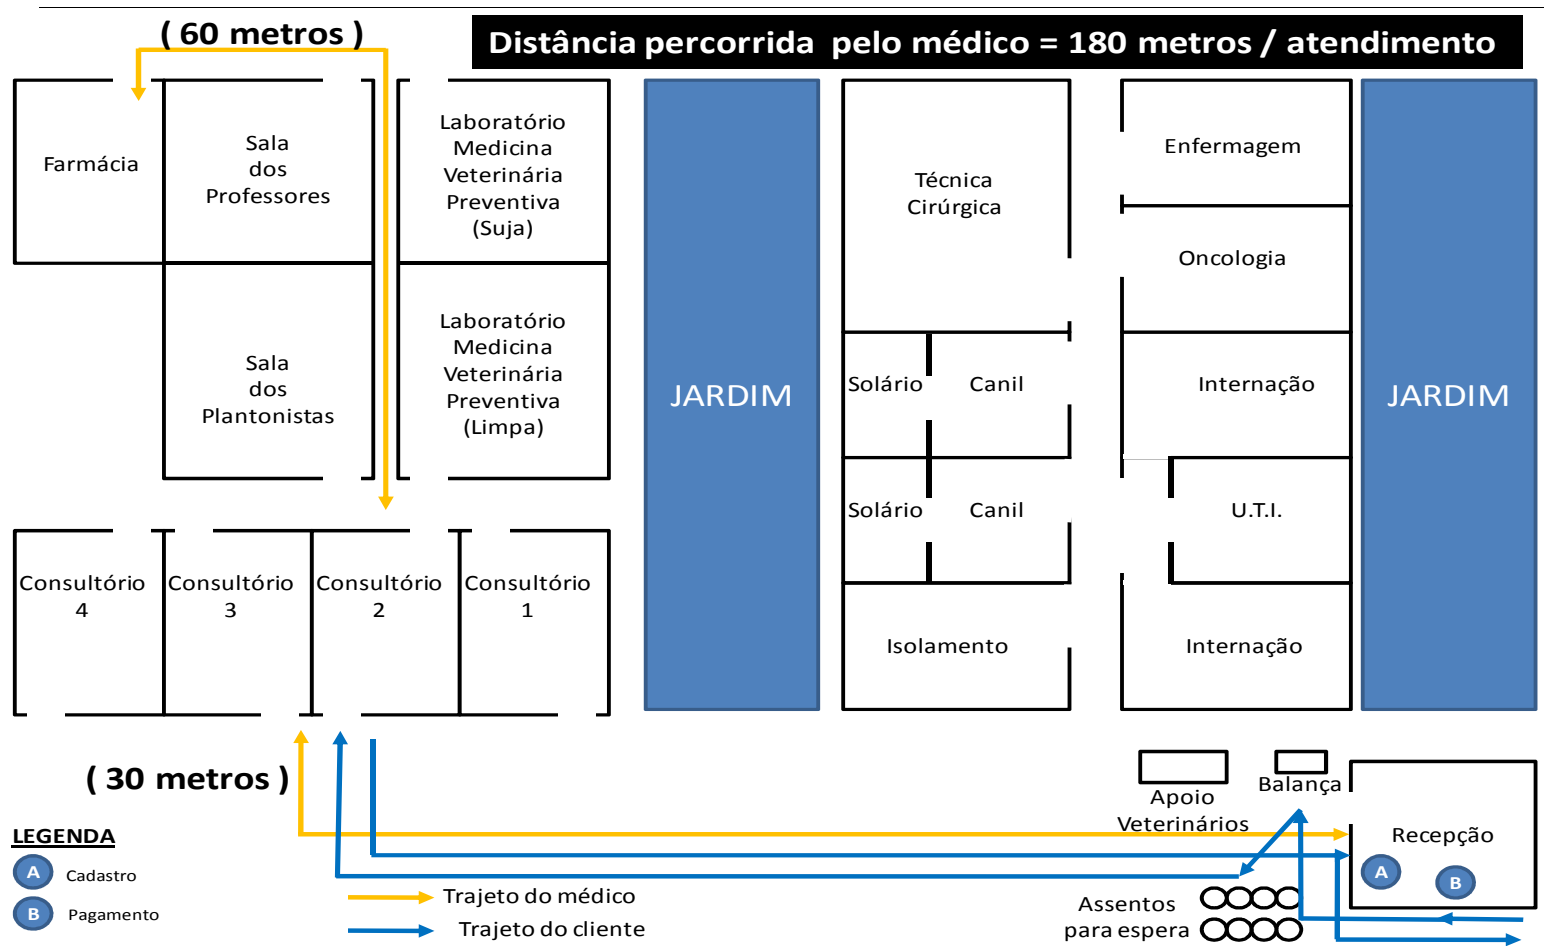 ( 60 metros )
Distância percorrida pelo médico = 180 metros / atendimento
Farmácia
Sala
dos
Professores
Laboratório
Medicina
Veterinária
Preventiva
(Suja)
JARDIM
Técnica
Cirúrgica
Enfermagem
Oncologia
JARDIM
Sala
dos
Plantonistas
Laboratório
Medicina
Veterinária
Preventiva
(Limpa)
Solário
Canil
Internação
Solário
Canil
U.T.I.
Consultório
4
Consultório
3
Consultório
2
Consultório
1
Isolamento
Internação
( 30 metros )
Apoio
Veterinários
Balança
Recepção
A
B
LEGENDA
A Cadastro
B Pagamento
Trajeto do médico
Trajeto do cliente
Assentos
para espera